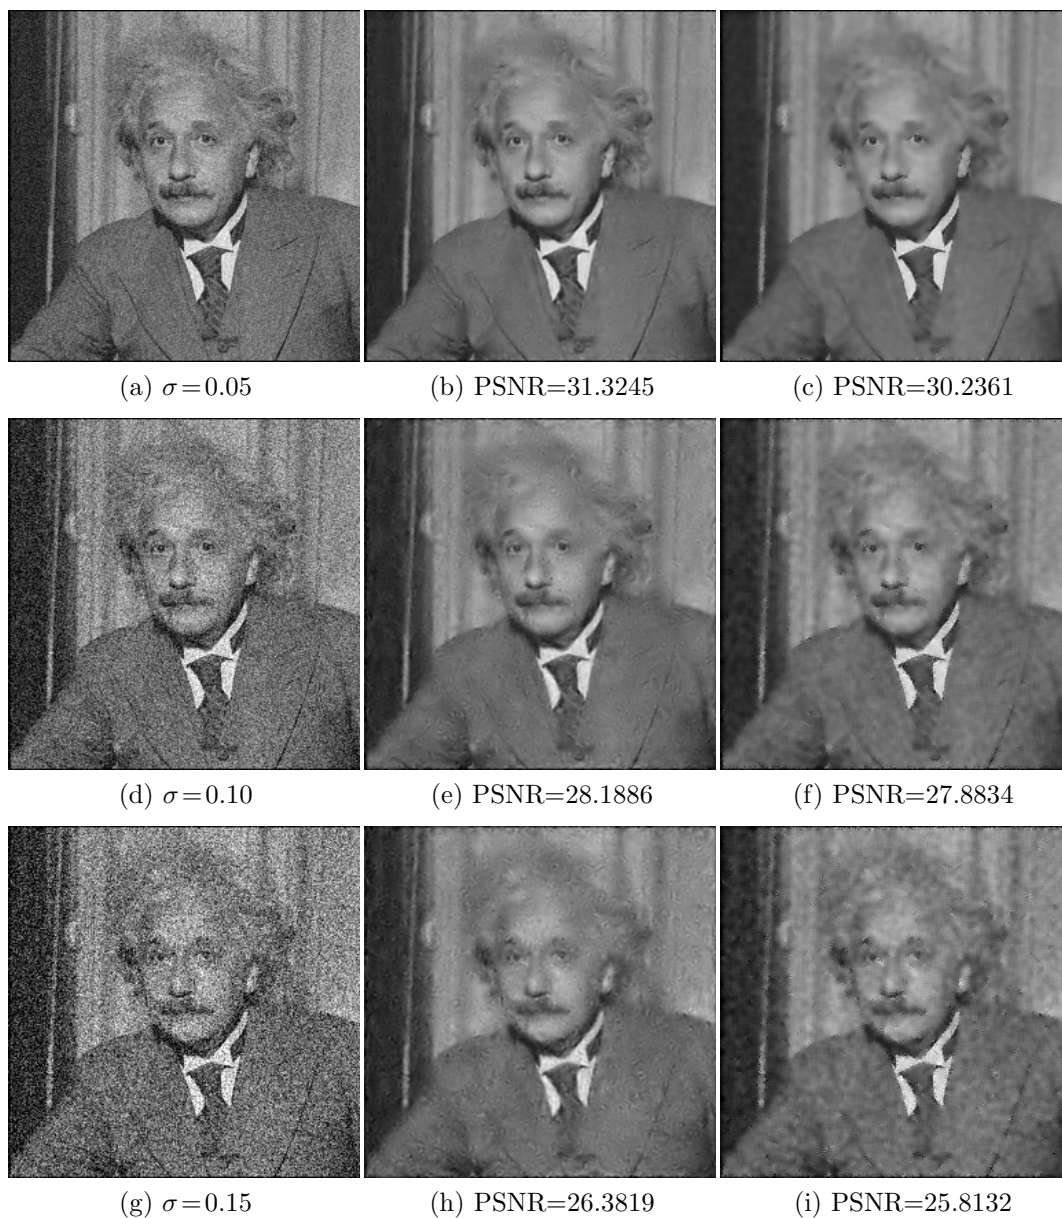 (a) σ=0.05
(b) PSNR=31.3245
(c) PSNR=30.2361
(d) σ=0.10
(e) PSNR=28.1886
(f) PSNR=27.8834
(g) σ=0.15
(h) PSNR=26.3819
(i) PSNR=25.8132